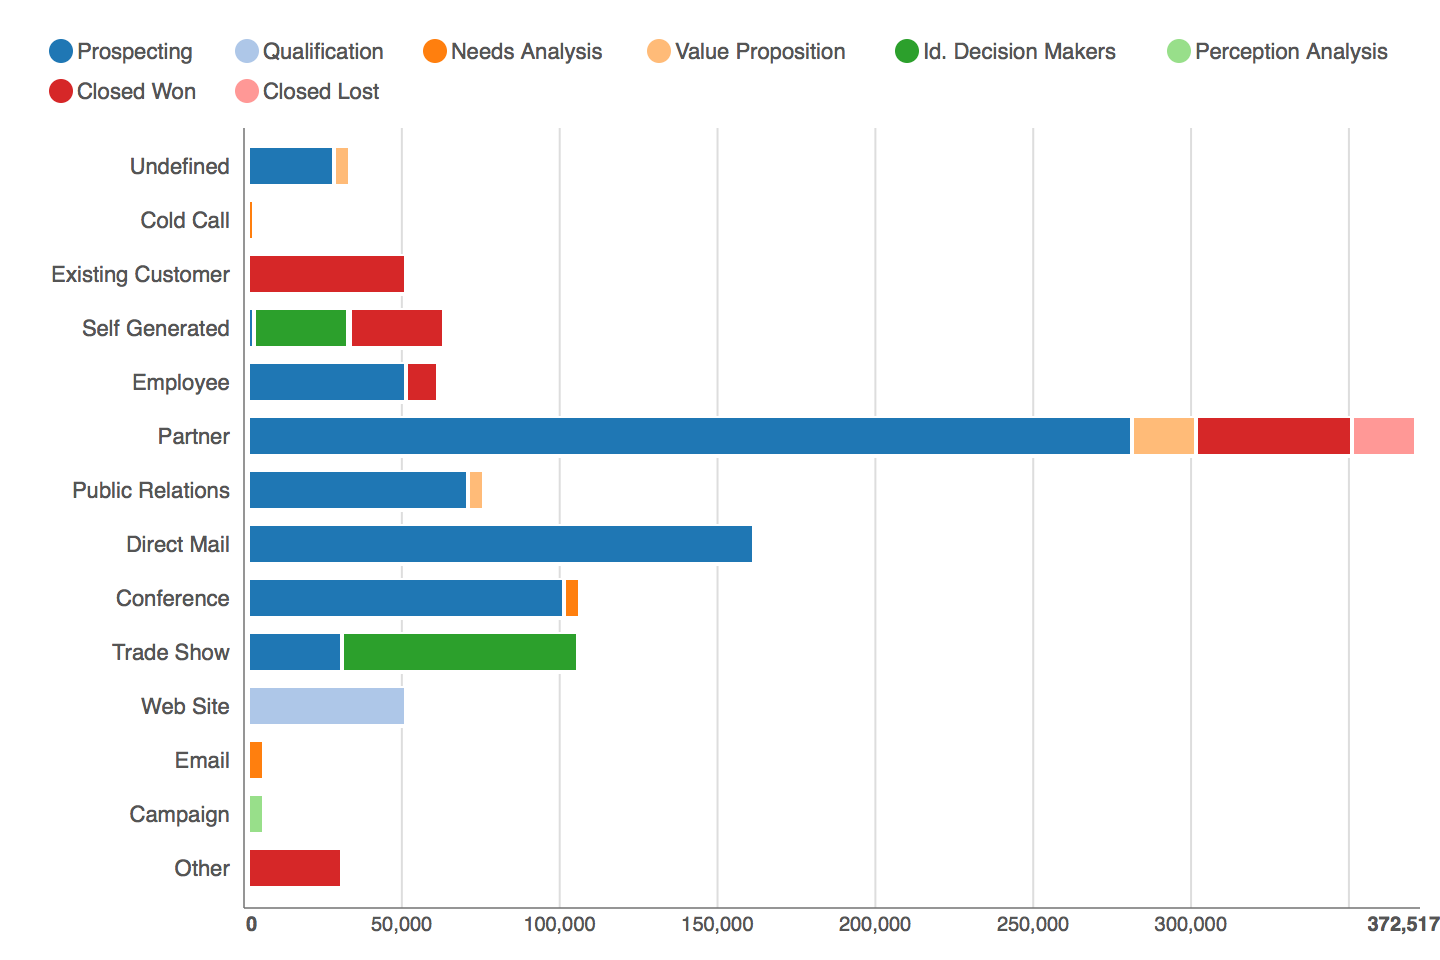 Prospecting Qualification Needs Analysis Value Proposition Id. Decision Makers Perception Analysis
Closed Won Closed Lost
Undefined
Cold Call
Existing Customer
Self Generated
Employee
Partner
Public Relations
Direct Mail
Conference
Trade Show
Web Site
Email
Campaign
Other
0 50,000 100,000 150,000 200,000 250,000 300,000 372,517